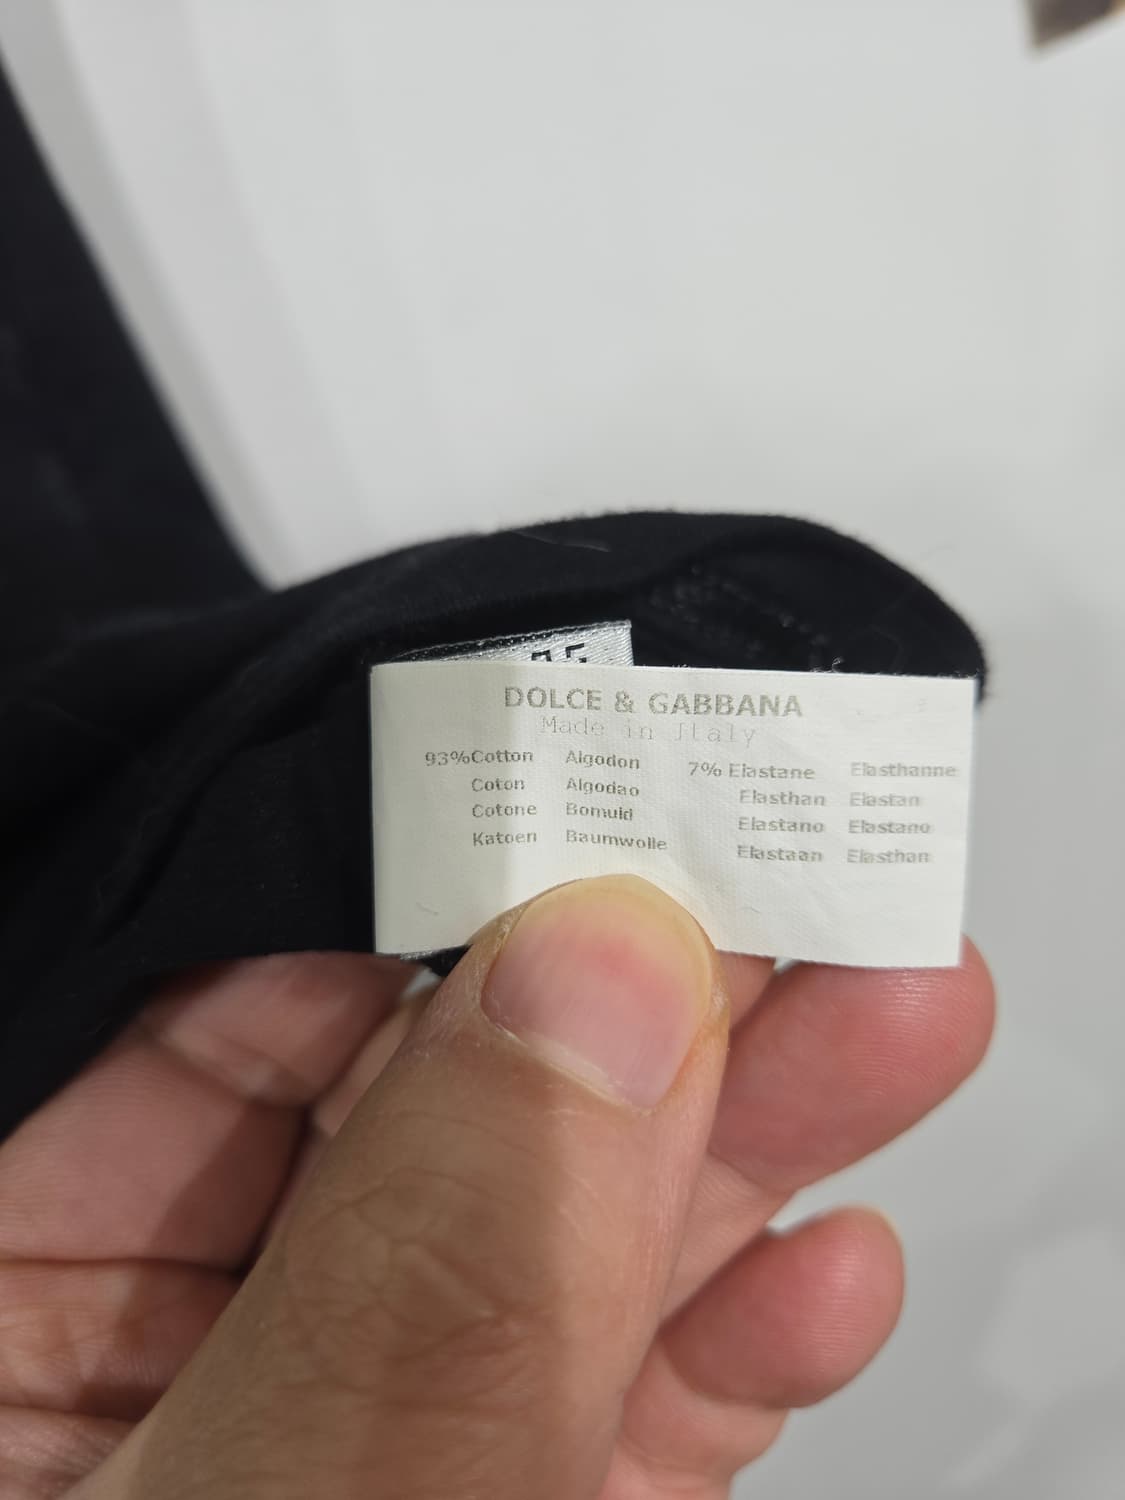 DOLCE & GABBANA
Made in Italy
93%Cotton Algodon 7% Elastane Elasthanne
Coton Algodao Elasthan Elastan
Cotone Bomuld Elastano Elastano
Katoen Baumwolle Elastaan Elasthan